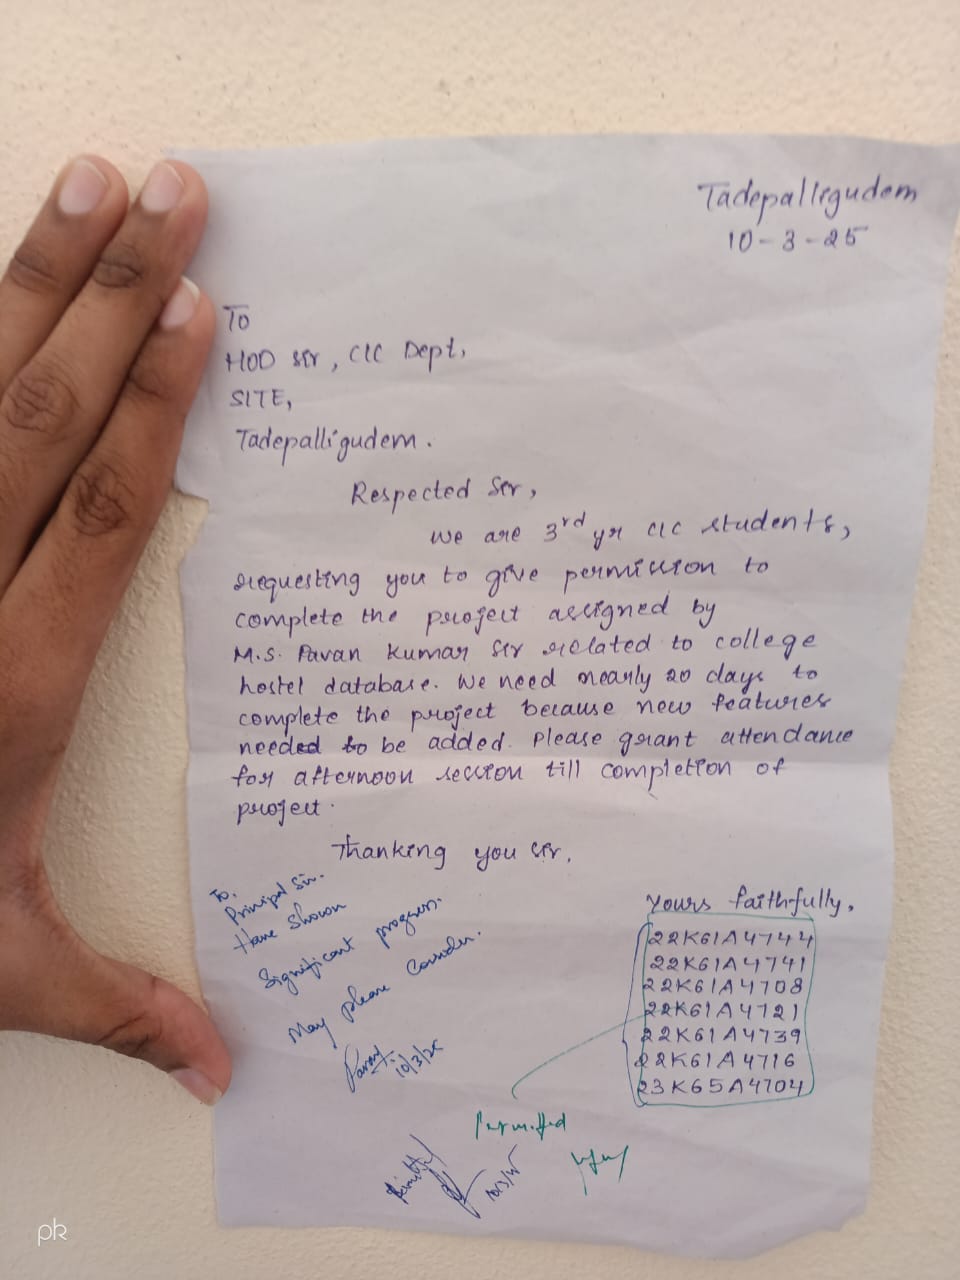 Tadepalligudem
10-3-25
To
HOD sir, CIC Dept,
SITE,
Tadepalligudem.
Respected Sir,
We are 3rd yr CIC students,
requesting you to give permission to
complete the project assigned by
M.S. Pavan Kumar Sir related to college
hostel database. We need nearly 20 days to
complete the project because new features
needed to be added. Please grant attendance
for afternoon session till completion of
project.
Thanking you sir.
To,
Principal Sir.
Have Shown
Significant progress.
May please Consider.
Pavan
10/3/25
Yours faithfully,
22K61A4744
22K61A4741
22K61A4708
22K61A4721
22K61A4739
22K61A4716
23K65A4704
Permitted
10/3/25
pk